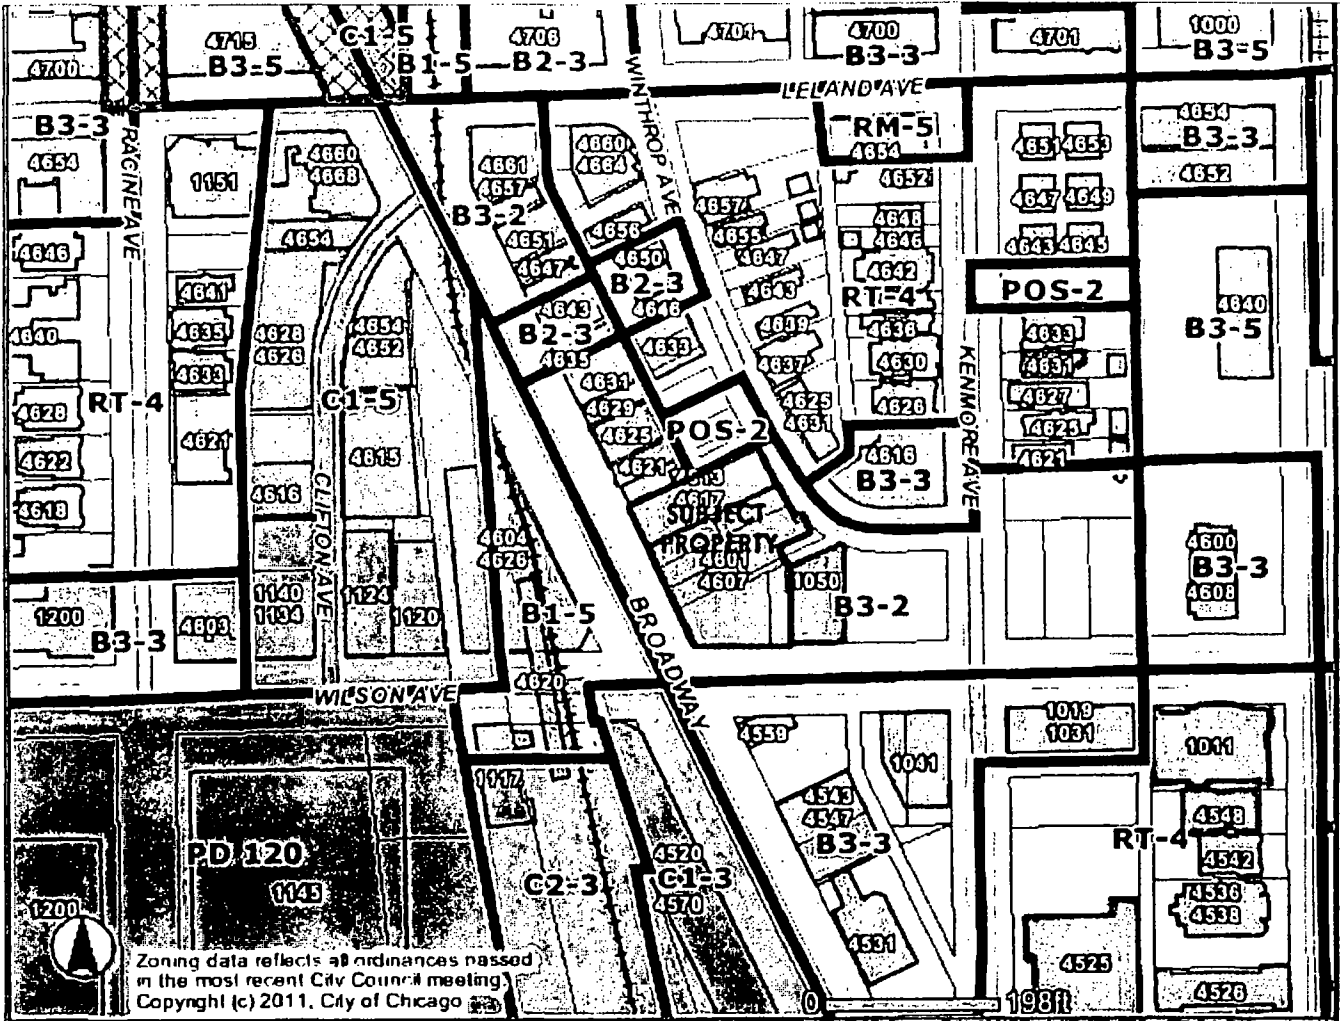 4700
4715
B3-5
C1-5
B1-5
4706
B2-3
4701
4700
B3-3
4701
1000
B3-5
WINTHROP AVE
LELAND AVE
B3-3
4654
RACINE AVE
1151
4660
4668
4654
4661
4657
B3-2
4651
4647
4660
4664
4656
4650
B2-3
4646
4657
4655
4647
4643
4639
4637
4625
4631
RM-5
4654
4652
4648
4646
4642
RT-4
4636
4630
4626
4651
4653
4647
4649
4643
4645
POS-2
4654
B3-3
4652
4640
B3-5
4646
4640
4628
4622
4618
RT-4
4641
4635
4633
4621
4628
4626
4654
4652
C1-5
4615
4616
CLIFTON AVE
4643
B2-3
4635
4633
4631
4629
4625
4621
POS-2
4613
4617
SUBJECT
PROPERTY
4601
4607
KENMORE AVE
4616
B3-3
4633
4631
4627
4625
4621
4600
B3-3
4608
4604
4626
B1-5
BROADWAY
1050
B3-2
1200
B3-3
4603
1140
1134
1124
1120
WILSON AVE
4620
4558
1041
1019
1031
1011
1117
4543
4547
B3-3
RT-4
4548
4542
4536
4538
PD 120
1145
C2-3
4520
C1-3
4570
1200
4531
4525
4526
Zoning data reflects all ordinances passed
in the most recent City Council meeting.
Copyright (c) 2011, City of Chicago
0 198ft